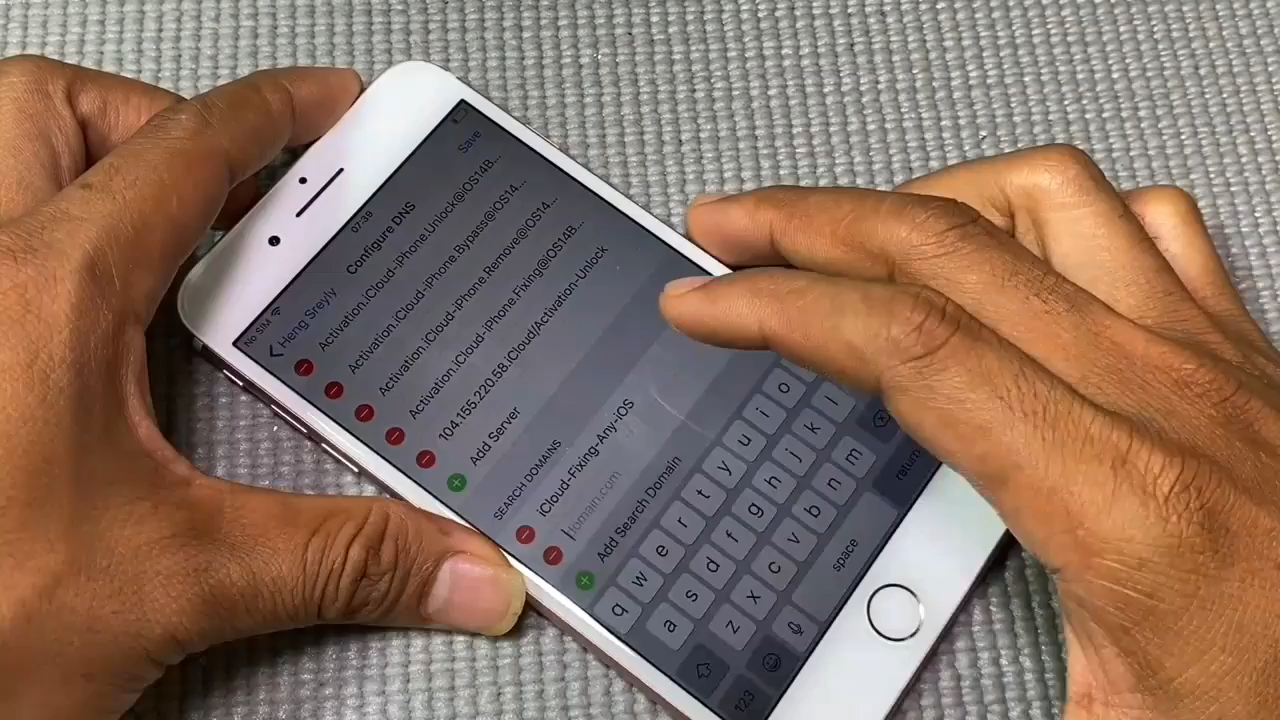 No SIM
07:38
Heng Sreyly
Configure DNS
Save
Activation.iCloud-iPhone.Unlock@iOS14B...
Activation.iCloud-iPhone.Bypass@iOS14...
Activation.iCloud-iPhone.Remove@iOS14...
Activation.iCloud-iPhone.Fixing@iOS14B...
104.155.220.58.iCloud/Activation-Unlock
Add Server
SEARCH DOMAINS
iCloud-Fixing-Any-iOS
domain.com
Add Search Domain
q w e r t y u i o
a s d f g h j k l
z x c v b n m
123 space return